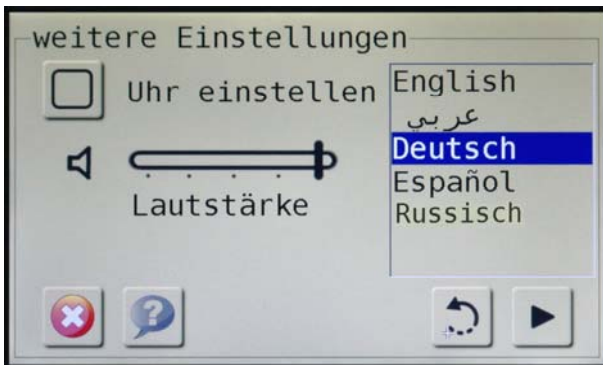 weitere Einstellungen
Uhr einstellen
Lautstärke
English
عربي
Deutsch
Español
Russisch